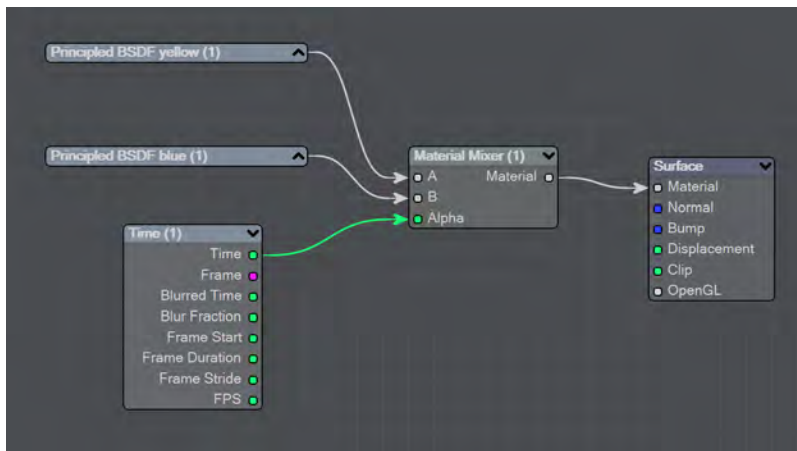 Principled BSDF yellow (1)
Principled BSDF blue (1)
Material Mixer (1)
A Material
B
Alpha
Surface
Material
Normal
Bump
Displacement
Clip
OpenGL
Time (1)
Time
Frame
Blurred Time
Blur Fraction
Frame Start
Frame Duration
Frame Stride
FPS